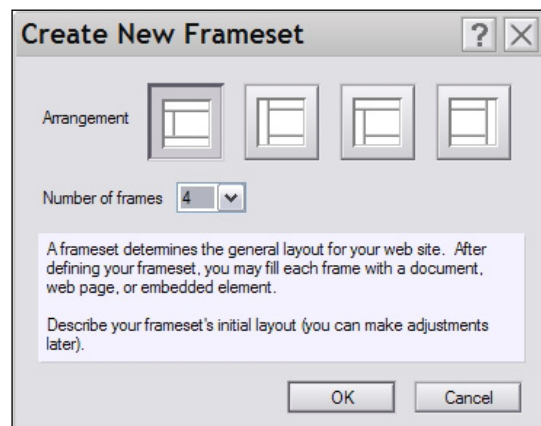 Create New Frameset
Arrangement
Number of frames 4
A frameset determines the general layout for your web site. After
defining your frameset, you may fill each frame with a document,
web page, or embedded element.
Describe your frameset's initial layout (you can make adjustments
later).
OK Cancel